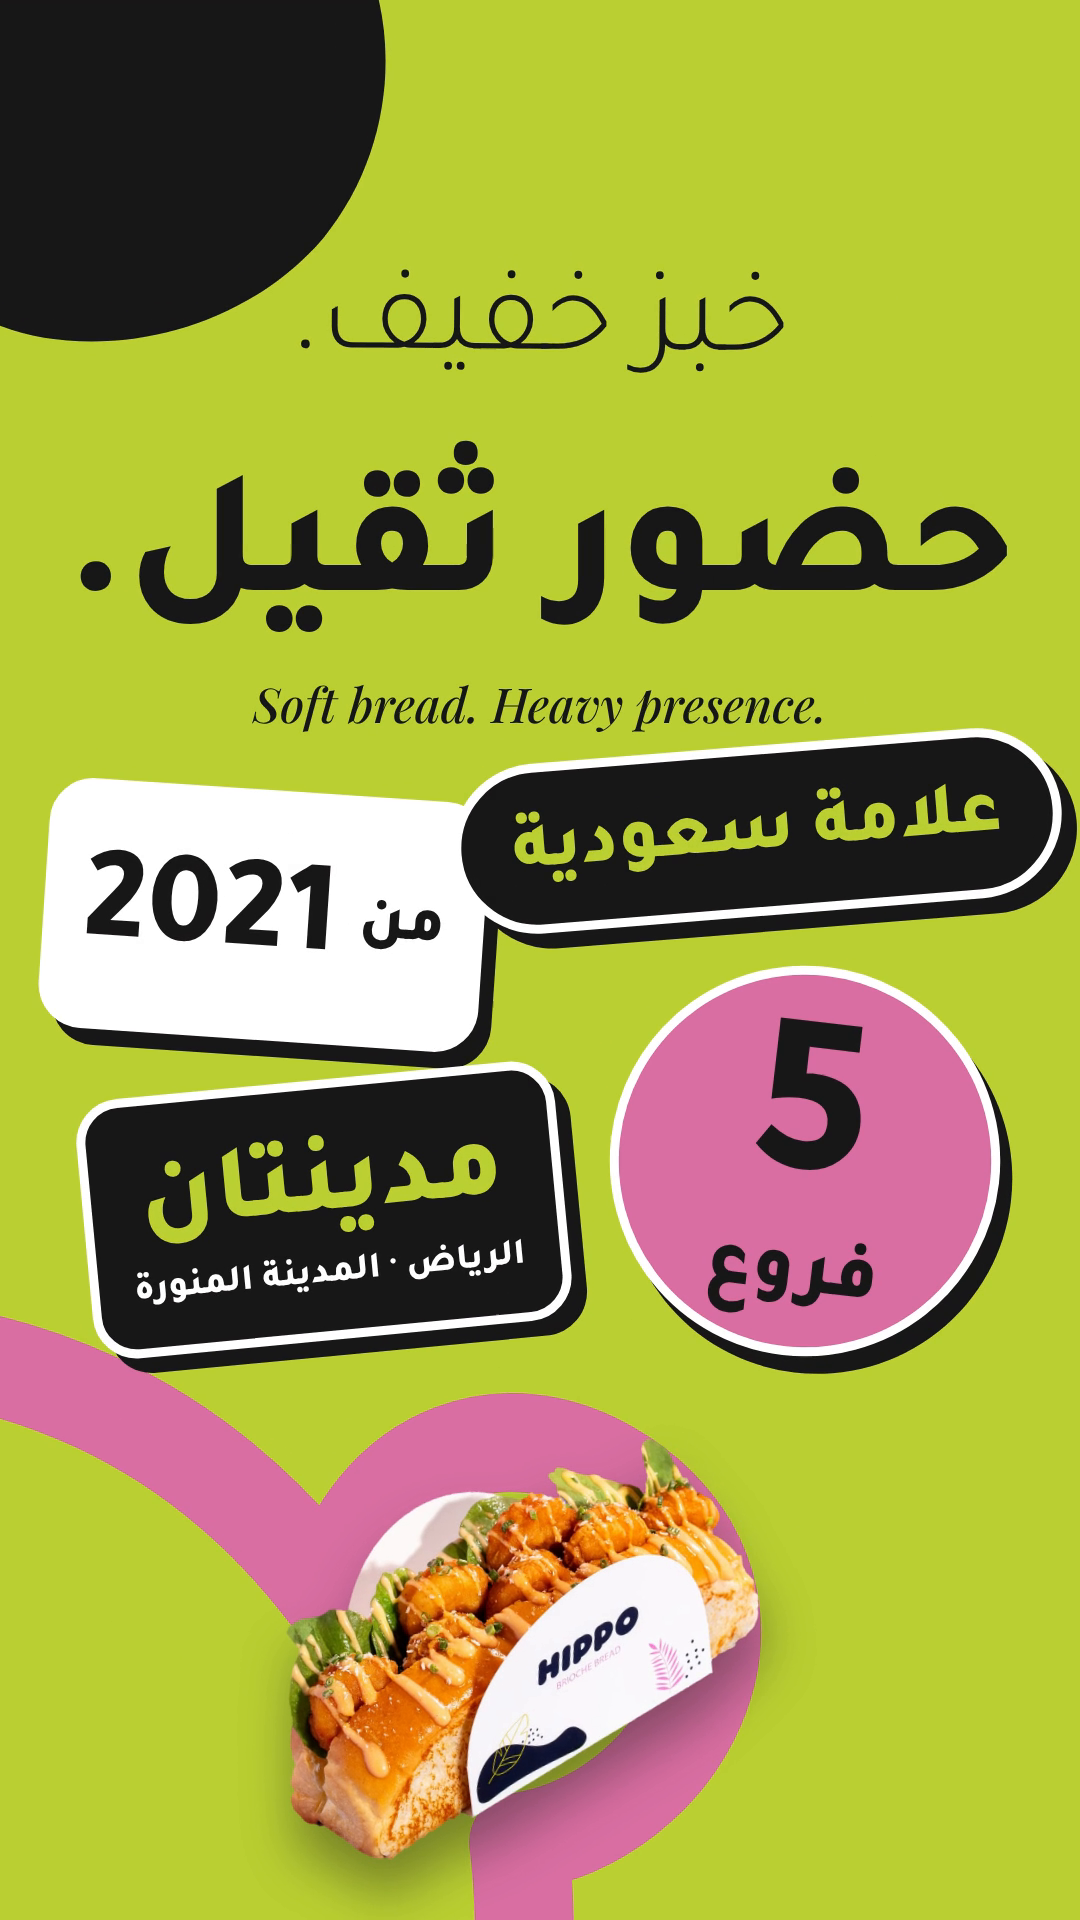 خبز خفيف.
حضور ثقيل.
Soft bread. Heavy presence.
علامة سعودية
من 2021
5
فروع
مدينتان
الرياض · المدينة المنورة
HIPPO
BRIOCHE BREAD